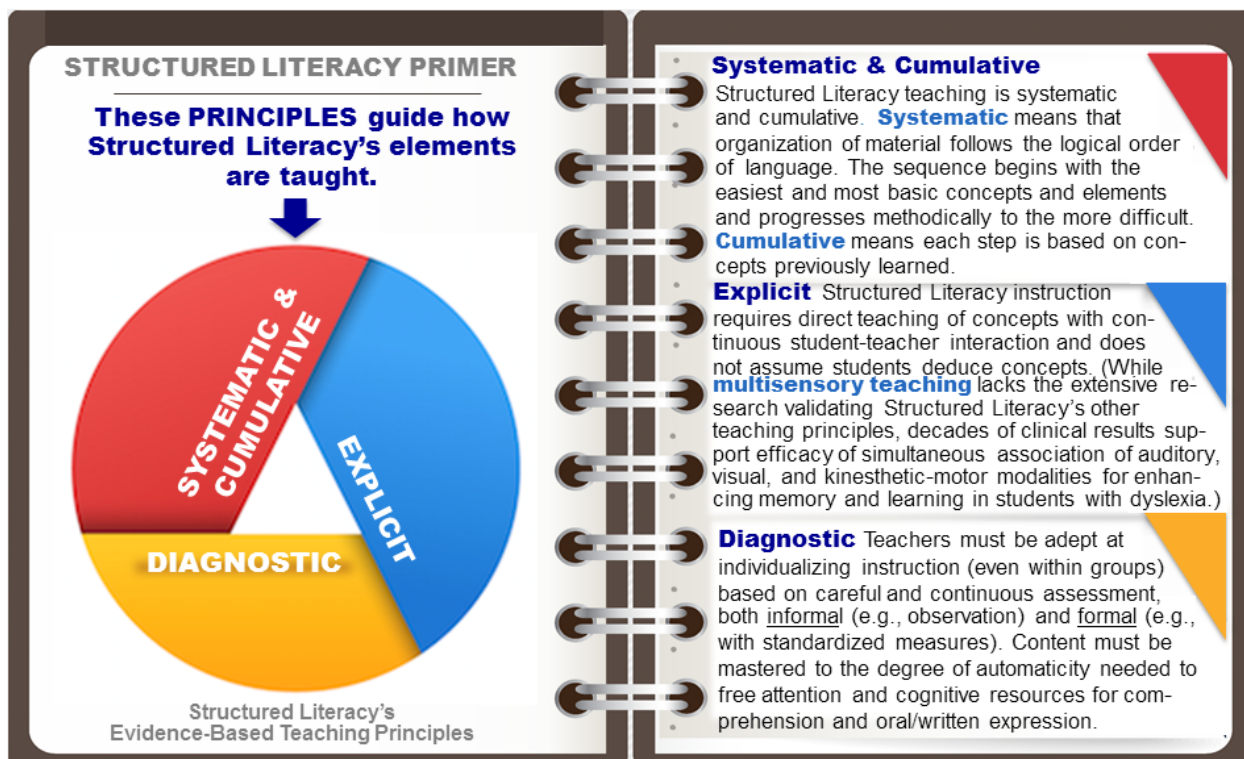 STRUCTURED LITERACY PRIMER
These PRINCIPLES guide how
Structured Literacy’s elements
are taught.
SYSTEMATIC &
CUMULATIVE
EXPLICIT
DIAGNOSTIC
Structured Literacy's
Evidence-Based Teaching Principles
Systematic & Cumulative
Structured Literacy teaching is systematic
and cumulative. Systematic means that
organization of material follows the logical order
of language. The sequence begins with the
easiest and most basic concepts and elements
and progresses methodically to the more difficult.
Cumulative means each step is based on con-
cepts previously learned.
Explicit Structured Literacy instruction
requires direct teaching of concepts with con-
tinuous student-teacher interaction and does
not assume students deduce concepts. (While
multisensory teaching lacks the extensive re-
search validating Structured Literacy’s other
teaching principles, decades of clinical results sup-
port efficacy of simultaneous association of auditory,
visual, and kinesthetic-motor modalities for enhan-
cing memory and learning in students with dyslexia.)
Diagnostic Teachers must be adept at
individualizing instruction (even within groups)
based on careful and continuous assessment,
both informal (e.g., observation) and formal (e.g.,
with standardized measures). Content must be
mastered to the degree of automaticity needed to
free attention and cognitive resources for com-
prehension and oral/written expression.